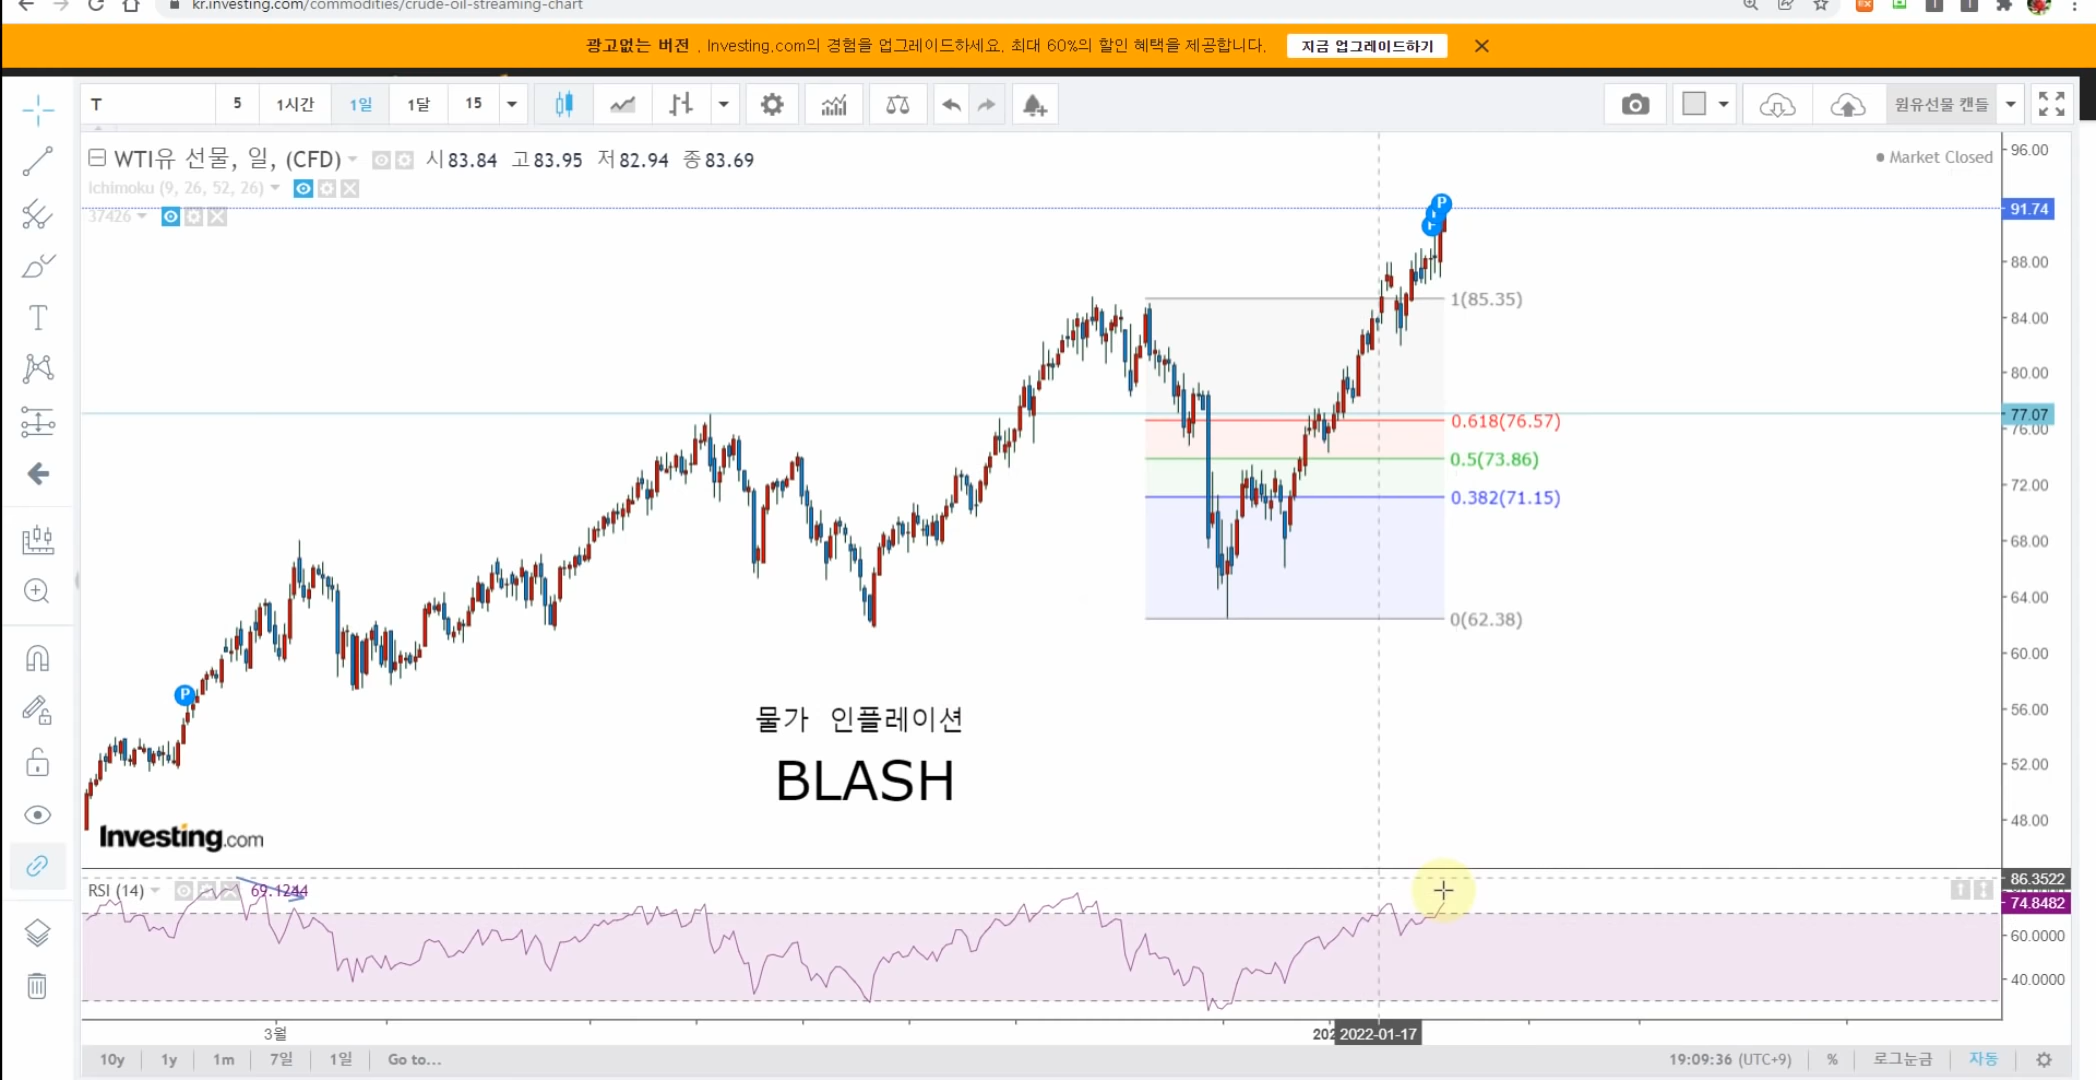 kr.investing.com/commodities/crude-oil-streaming-chart
광고없는 버전 . Investing.com의 경험을 업그레이드하세요. 최대 60%의 할인 혜택을 제공합니다. 지금 업그레이드하기
T 5 1시간 1일 1달 15 원유선물 캔들
WTI유 선물, 일, (CFD) 시83.84 고83.95 저82.94 종83.69
Market Closed
Ichimoku (9, 26, 52, 26)
37426
96.00
91.74
88.00
84.00
80.00
77.07
76.00
72.00
68.00
64.00
60.00
56.00
52.00
48.00
1(85.35)
0.618(76.57)
0.5(73.86)
0.382(71.15)
0(62.38)
P
P
물가 인플레이션
BLASH
Investing.com
RSI (14) 69.1244
86.3522
74.8482
60.0000
40.0000
3월 2022-01-17
10y 1y 1m 7일 1일 Go to... 19:09:36 (UTC+9) % 로그눈금 자동